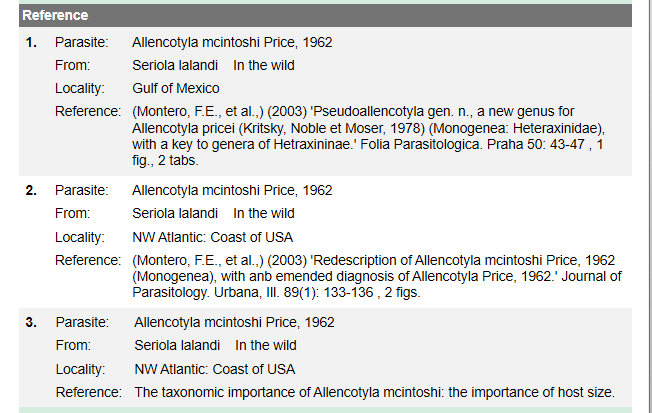 Reference
1. Parasite: Allencotyla mcintoshi Price, 1962
From: Seriola lalandi In the wild
Locality: Gulf of Mexico
Reference: (Montero, F.E., et al.,) (2003) 'Pseudoallencotyla gen. n., a new genus for
Allencotyla pricei (Kritsky, Noble et Moser, 1978) (Monogenea: Heteraxinidae),
with a key to genera of Hetraxininae.' Folia Parasitologica. Praha 50: 43-47 , 1
fig., 2 tabs.
2. Parasite: Allencotyla mcintoshi Price, 1962
From: Seriola lalandi In the wild
Locality: NW Atlantic: Coast of USA
Reference: (Montero, F.E., et al.,) (2003) 'Redescription of Allencotyla mcintoshi Price, 1962
(Monogenea), with anb emended diagnosis of Allencotyla Price, 1962.' Journal of
Parasitology. Urbana, Ill. 89(1): 133-136 , 2 figs.
3. Parasite: Allencotyla mcintoshi Price, 1962
From: Seriola lalandi In the wild
Locality: NW Atlantic: Coast of USA
Reference: The taxonomic importance of Allencotyla mcintoshi: the importance of host size.